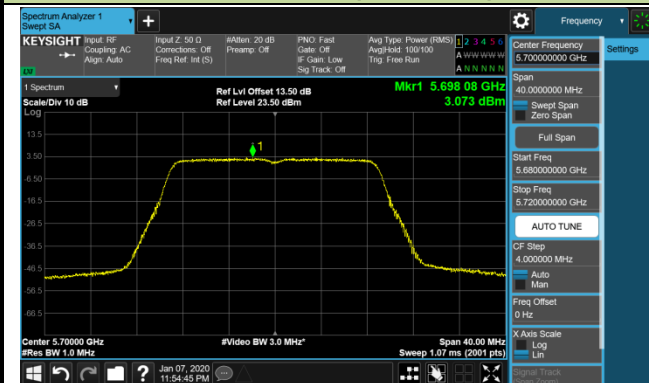 Spectrum Analyzer 1
Swept SA
+
Frequency
KEYSIGHT Input: RF
Coupling: AC
Align: Auto
Input Z: 50 Ω
Corrections: Off
Freq Ref: Int (S)
#Atten: 20 dB
Preamp: Off
PNO: Fast
Gate: Off
IF Gain: Low
Sig Track: Off
Avg Type: Power (RMS)
Avg|Hold: 100/100
Trig: Free Run
1 2 3 4 5 6
A W W W W W
A N N N N N
LXI
1 Spectrum
Scale/Div 10 dB
Log
Ref Lvl Offset 13.50 dB
Ref Level 23.50 dBm
Mkr1 5.698 08 GHz
3.073 dBm
1
13.5
3.50
-6.50
-16.5
-26.5
-36.5
-46.5
-56.5
-66.5
Center 5.70000 GHz
#Res BW 1.0 MHz
#Video BW 3.0 MHz*
Span 40.00 MHz
Sweep 1.07 ms (2001 pts)
Jan 07, 2020
11:54:45 PM
?
Center Frequency
5.700000000 GHz
Settings
Span
40.0000000 MHz
Swept Span
Zero Span
Full Span
Start Freq
5.680000000 GHz
Stop Freq
5.720000000 GHz
AUTO TUNE
CF Step
4.000000 MHz
Auto
Man
Freq Offset
0 Hz
X Axis Scale
Log
Lin
Signal Track